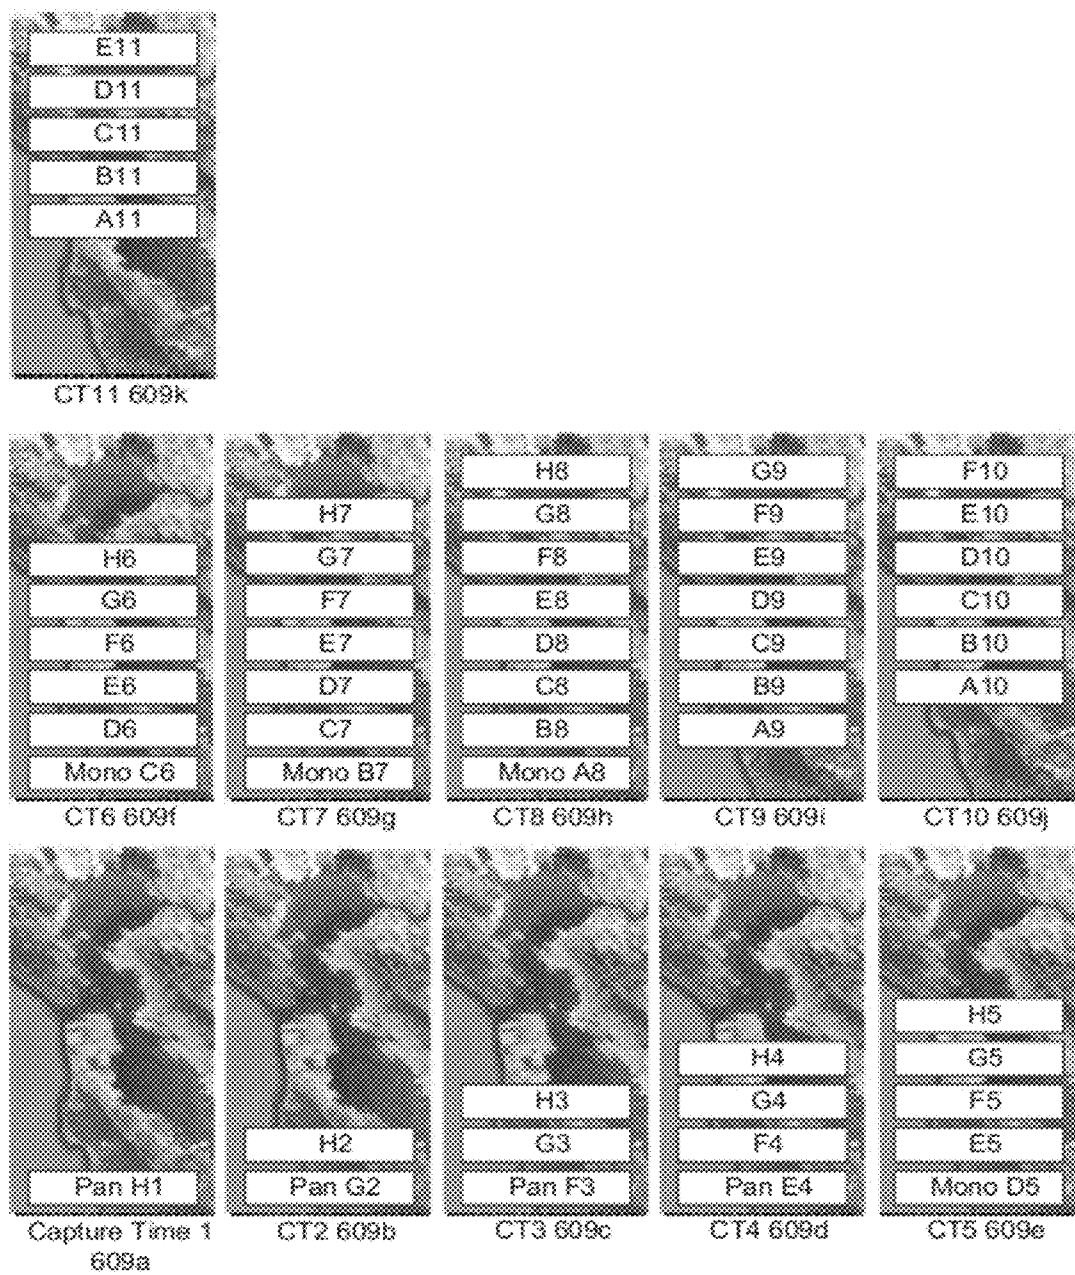 E11
D11
C11
B11
A11
CT11 609k
H6
G6
F6
E6
D6
Mono C6
CT6 609f
H7
G7
F7
E7
D7
C7
Mono B7
CT7 609g
H8
G8
F8
E8
D8
C8
B8
Mono A8
CT8 609h
G9
F9
E9
D9
C9
B9
A9
CT9 609i
F10
E10
D10
C10
B10
A10
CT10 609j
Pan H1
Capture Time 1
609a
H2
Pan G2
CT2 609b
H3
G3
Pan F3
CT3 609c
H4
G4
F4
Pan E4
CT4 609d
H5
G5
F5
E5
Mono D5
CT5 609e